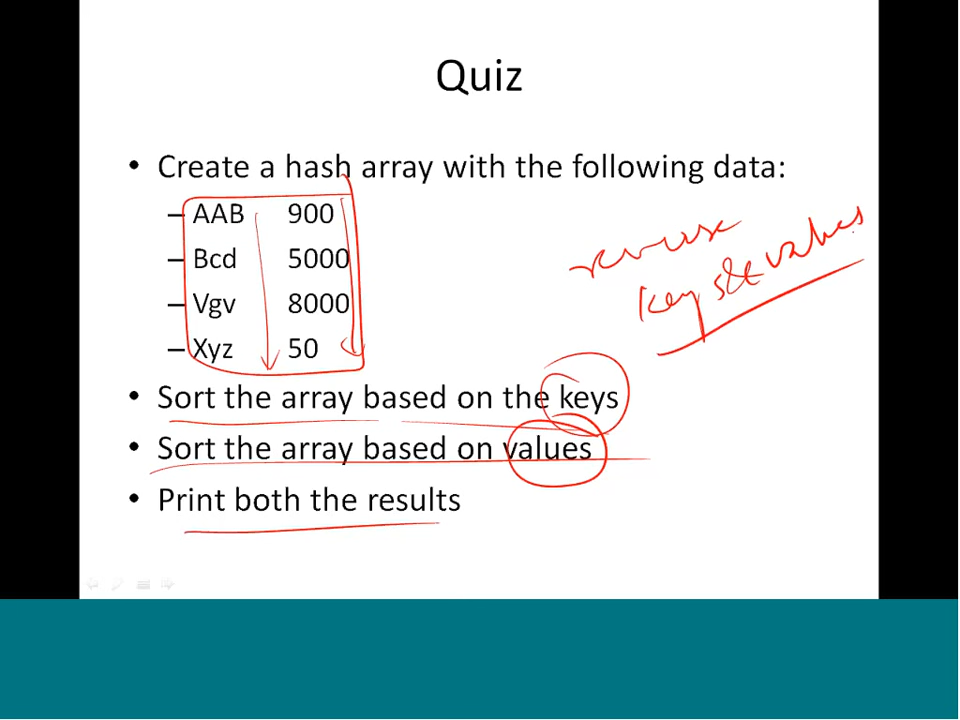 Quiz
• Create a hash array with the following data:
– AAB 900
– Bcd 5000
– Vgv 8000
– Xyz 50
reverse
key
values
• Sort the array based on the keys
• Sort the array based on values
• Print both the results